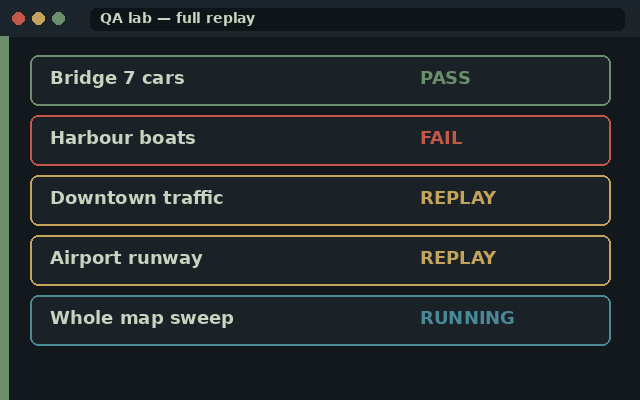 QA lab — full replay
Bridge 7 cars PASS
Harbour boats FAIL
Downtown traffic REPLAY
Airport runway REPLAY
Whole map sweep RUNNING